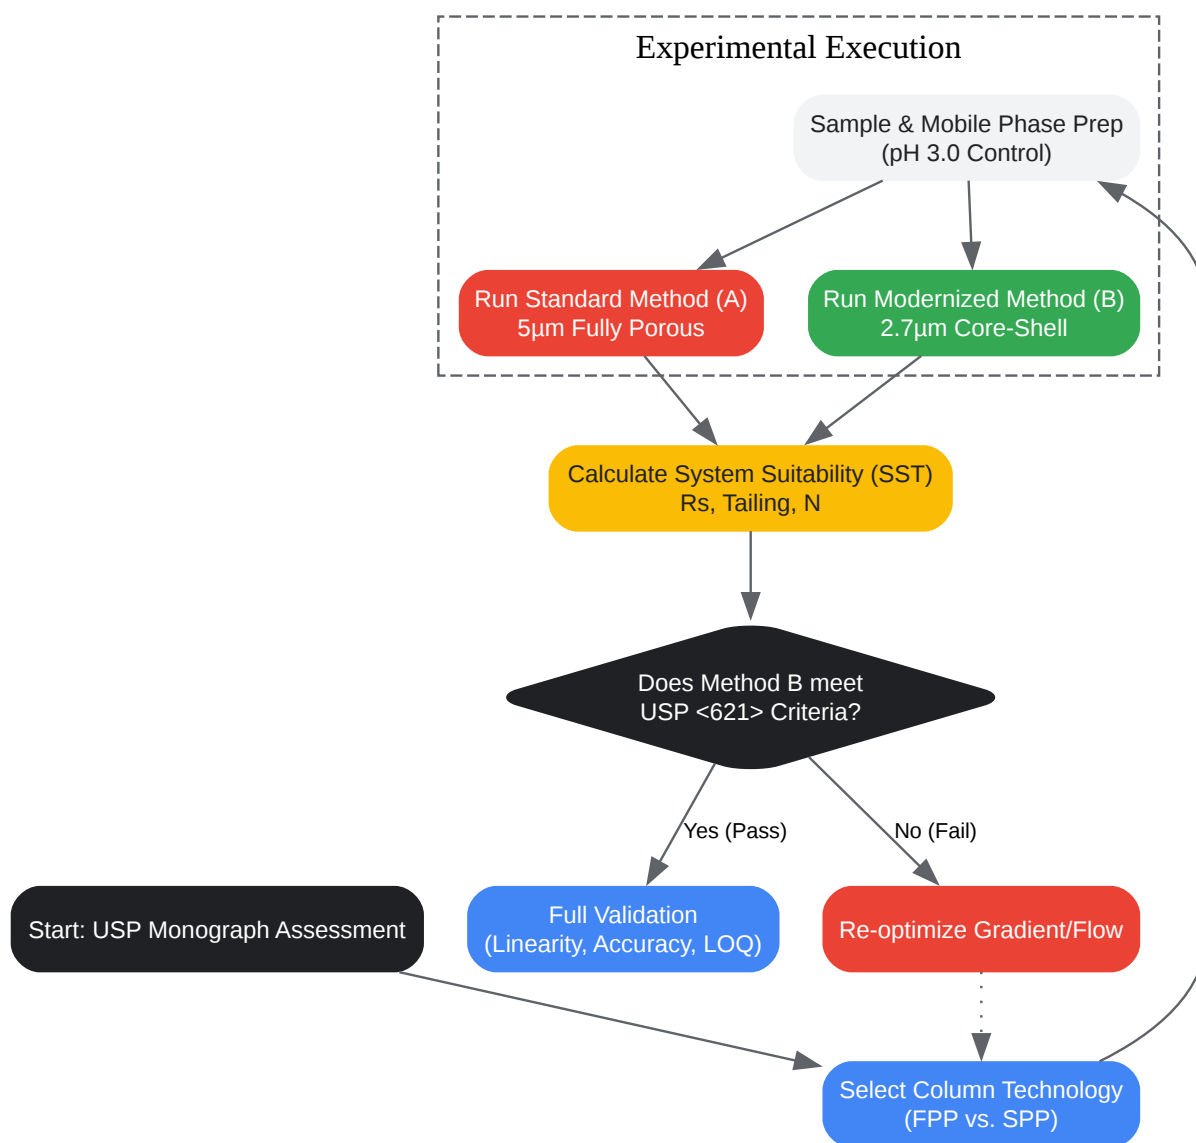 Experimental Execution
Sample & Mobile Phase Prep
(pH 3.0 Control)
Run Standard Method (A)
5µm Fully Porous
Run Modernized Method (B)
2.7µm Core-Shell
Calculate System Suitability (SST)
Rs, Tailing, N
Does Method B meet
USP <621> Criteria?
Yes (Pass)
No (Fail)
Start: USP Monograph Assessment
Full Validation
(Linearity, Accuracy, LOQ)
Re-optimize Gradient/Flow
Select Column Technology
(FPP vs. SPP)